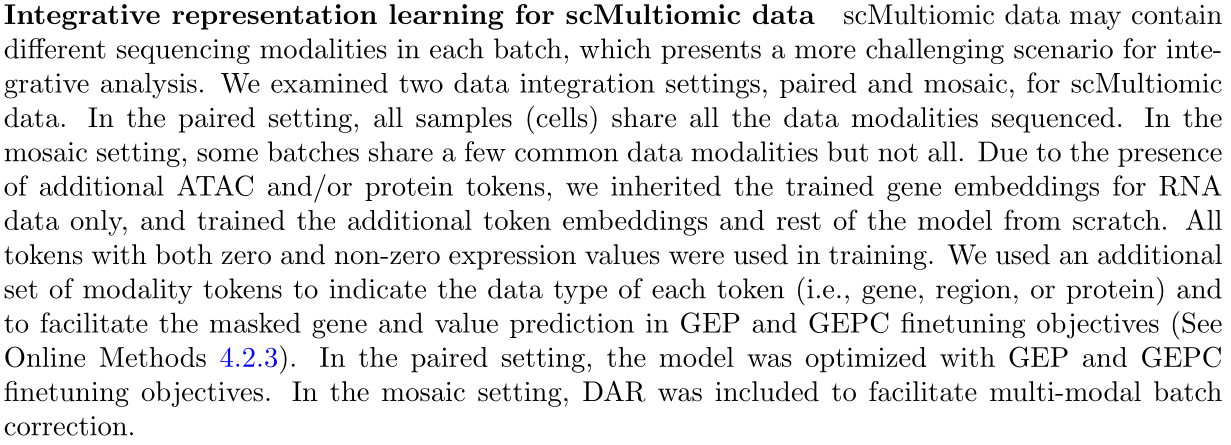 Integrative representation learning for scMultiomic data scMultiomic data may contain
different sequencing modalities in each batch, which presents a more challenging scenario for inte-
grative analysis. We examined two data integration settings, paired and mosaic, for scMultiomic
data. In the paired setting, all samples (cells) share all the data modalities sequenced. In the
mosaic setting, some batches share a few common data modalities but not all. Due to the presence
of additional ATAC and/or protein tokens, we inherited the trained gene embeddings for RNA
data only, and trained the additional token embeddings and rest of the model from scratch. All
tokens with both zero and non-zero expression values were used in training. We used an additional
set of modality tokens to indicate the data type of each token (i.e., gene, region, or protein) and
to facilitate the masked gene and value prediction in GEP and GEPC finetuning objectives (See
Online Methods 4.2.3). In the paired setting, the model was optimized with GEP and GEPC
finetuning objectives. In the mosaic setting, DAR was included to facilitate multi-modal batch
correction.